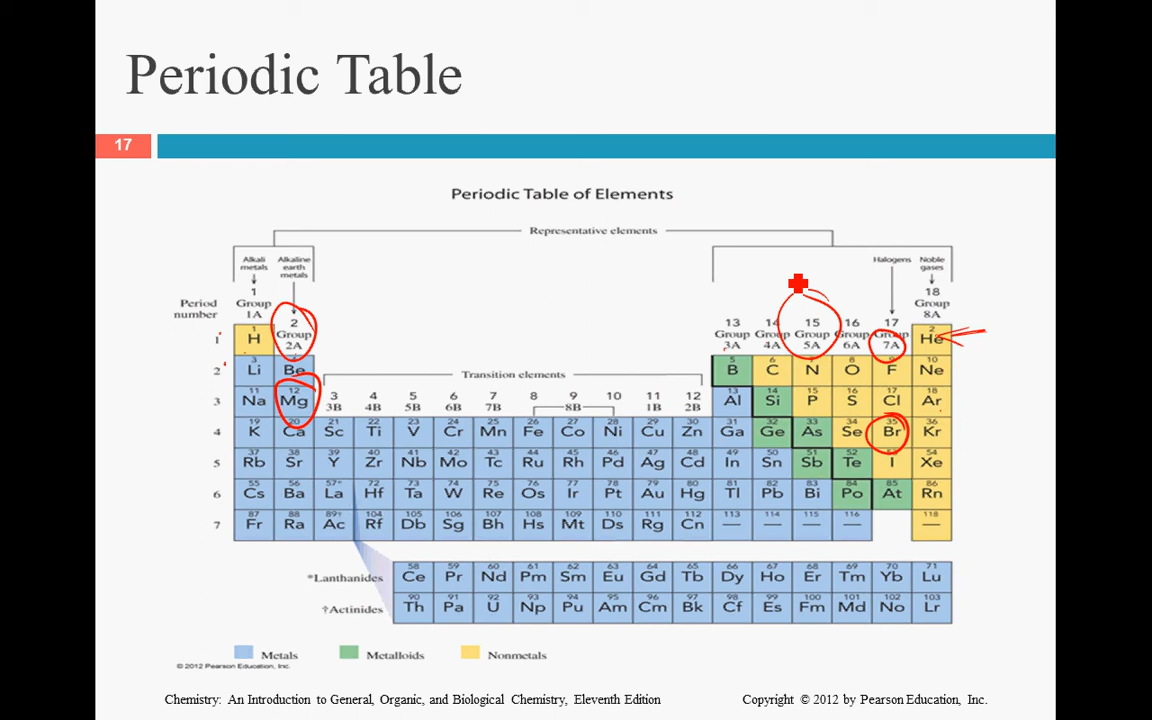 Periodic Table
17
Periodic Table of Elements
Representative elements
Alkali metals
Alkaline earth metals
Halogens
Noble gases
Period number
1 Group 1A
2 Group 2A
13 Group 3A
14 Group 4A
15 Group 5A
16 Group 6A
17 Group 7A
18 Group 8A
Transition elements
3 4 5 6 7 8 9 10 11 12
3B 4B 5B 6B 7B 8B 1B 2B
1 1 H 2 He
2 3 Li Be 5 B 6 C 7 N 8 O 9 F 10 Ne
3 11 Na 12 Mg 13 Al 14 Si 15 P 16 S 17 Cl 18 Ar
4 19 K 20 Ca 21 Sc 22 Ti 23 V 24 Cr 25 Mn 26 Fe 27 Co 28 Ni 29 Cu 30 Zn 31 Ga 32 Ge 33 As 34 Se 35 Br 36 Kr
5 37 Rb 38 Sr 39 Y 40 Zr 41 Nb 42 Mo 43 Tc 44 Ru 45 Rh 46 Pd 47 Ag 48 Cd 49 In 50 Sn 51 Sb 52 Te I 54 Xe
6 55 Cs 56 Ba 57* La 72 Hf 73 Ta 74 W 75 Re 76 Os 77 Ir 78 Pt 79 Au 80 Hg 81 Tl 82 Pb 83 Bi 84 Po 85 At 86 Rn
7 87 Fr 88 Ra 89† Ac 104 Rf 105 Db 106 Sg 107 Bh 108 Hs 109 Mt 110 Ds 111 Rg 112 Cn 113 — 114 — 115 — 116 — 118 —
*Lanthanides 58 Ce 59 Pr 60 Nd 61 Pm 62 Sm 63 Eu 64 Gd 65 Tb 66 Dy 67 Ho 68 Er 69 Tm 70 Yb 71 Lu
†Actinides 90 Th 91 Pa 92 U 93 Np 94 Pu 95 Am 96 Cm 97 Bk 98 Cf 99 Es 100 Fm 101 Md 102 No 103 Lr
Metals Metalloids Nonmetals
© 2012 Pearson Education, Inc.
Chemistry: An Introduction to General, Organic, and Biological Chemistry, Eleventh Edition
Copyright © 2012 by Pearson Education, Inc.